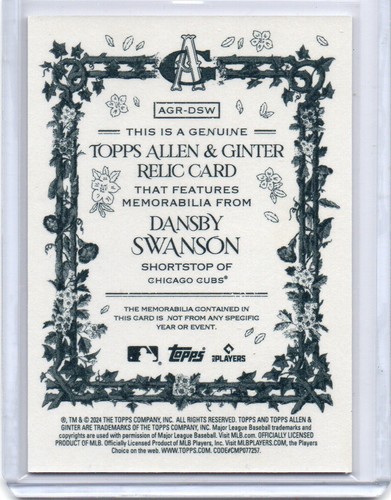 AG
AGR-DSW
THIS IS A GENUINE
TOPPS ALLEN & GINTER
RELIC CARD
THAT FEATURES
MEMORABILIA FROM
DANSBY
SWANSON
SHORTSTOP OF
CHICAGO CUBS®
THE MEMORABILIA CONTAINED IN
THIS CARD IS NOT FROM ANY SPECIFIC
YEAR OR EVENT.
Topps PLAYERS
®, TM & © 2024 THE TOPPS COMPANY, INC. ALL RIGHTS RESERVED. TOPPS AND TOPPS ALLEN &
GINTER ARE TRADEMARKS OF THE TOPPS COMPANY, INC. Major League Baseball trademarks and
copyrights are used with permission of Major League Baseball. Visit MLB.com. OFFICIALLY LICENSED
PRODUCT OF MLB. Officially Licensed Product of MLB Players, Inc. Visit MLBPLAYERS.com, the Players
Choice on the web. WWW.TOPPS.COM. CODE#CMP077257.